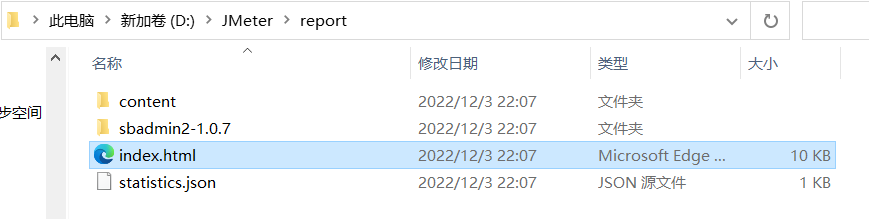 此电脑 > 新加卷 (D:) > JMeter > report
名称 修改日期 类型 大小
步空间
content 2022/12/3 22:07 文件夹
sbadmin2-1.0.7 2022/12/3 22:07 文件夹
index.html 2022/12/3 22:07 Microsoft Edge ... 10 KB
statistics.json 2022/12/3 22:07 JSON 源文件 1 KB